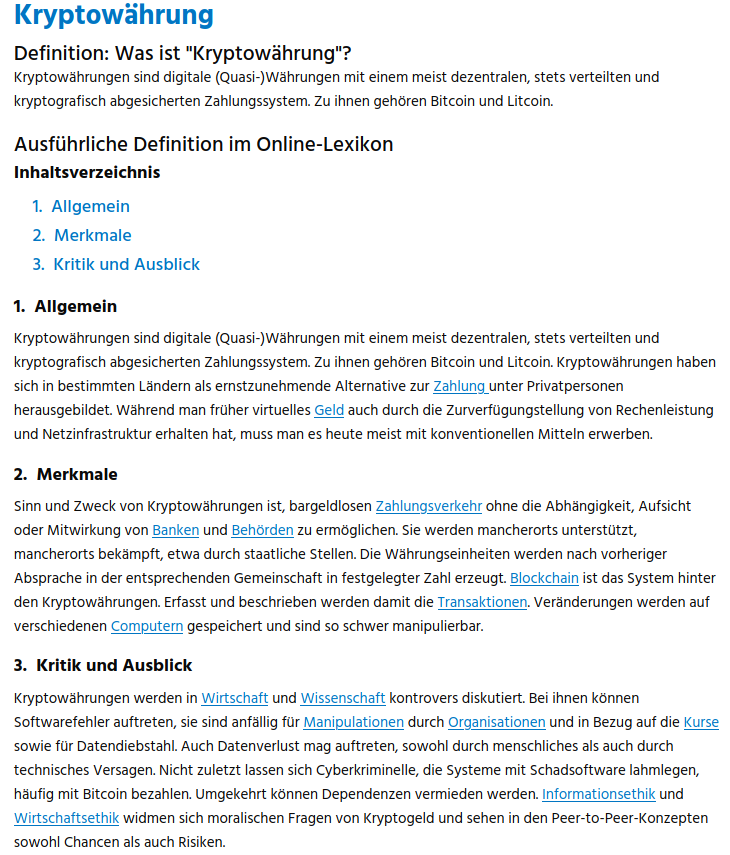 Kryptowährung
Definition: Was ist "Kryptowährung"?
Kryptowährungen sind digitale (Quasi-)Währungen mit einem meist dezentralen, stets verteilten und
kryptografisch abgesicherten Zahlungssystem. Zu ihnen gehören Bitcoin und Litcoin.
Ausführliche Definition im Online-Lexikon
Inhaltsverzeichnis
1. Allgemein
2. Merkmale
3. Kritik und Ausblick
1. Allgemein
Kryptowährungen sind digitale (Quasi-)Währungen mit einem meist dezentralen, stets verteilten und
kryptografisch abgesicherten Zahlungssystem. Zu ihnen gehören Bitcoin und Litcoin. Kryptowährungen haben
sich in bestimmten Ländern als ernstzunehmende Alternative zur Zahlung unter Privatpersonen
herausgebildet. Während man früher virtuelles Geld auch durch die Zurverfügungstellung von Rechenleistung
und Netzinfrastruktur erhalten hat, muss man es heute meist mit konventionellen Mitteln erwerben.
2. Merkmale
Sinn und Zweck von Kryptowährungen ist, bargeldlosen Zahlungsverkehr ohne die Abhängigkeit, Aufsicht
oder Mitwirkung von Banken und Behörden zu ermöglichen. Sie werden mancherorts unterstützt,
mancherorts bekämpft, etwa durch staatliche Stellen. Die Währungseinheiten werden nach vorheriger
Absprache in der entsprechenden Gemeinschaft in festgelegter Zahl erzeugt. Blockchain ist das System hinter
den Kryptowährungen. Erfasst und beschrieben werden damit die Transaktionen. Veränderungen werden auf
verschiedenen Computern gespeichert und sind so schwer manipulierbar.
3. Kritik und Ausblick
Kryptowährungen werden in Wirtschaft und Wissenschaft kontrovers diskutiert. Bei ihnen können
Softwarefehler auftreten, sie sind anfällig für Manipulationen durch Organisationen und in Bezug auf die Kurse
sowie für Datendiebstahl. Auch Datenverlust mag auftreten, sowohl durch menschliches als auch durch
technisches Versagen. Nicht zuletzt lassen sich Cyberkriminelle, die Systeme mit Schadsoftware lahmlegen,
häufig mit Bitcoin bezahlen. Umgekehrt können Dependenzen vermieden werden. Informationsethik und
Wirtschaftsethik widmen sich moralischen Fragen von Kryptogeld und sehen in den Peer-to-Peer-Konzepten
sowohl Chancen als auch Risiken.